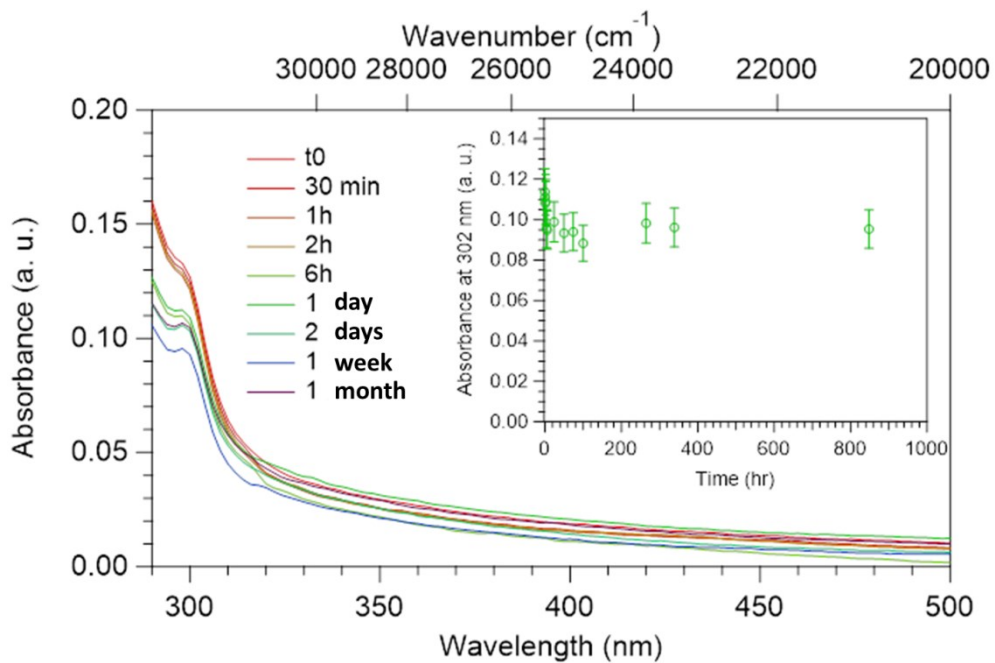 Wavenumber (cm-1)
30000 28000 26000 24000 22000 20000
0.20
0.15
0.10
0.05
0.00
Absorbance (a. u.)
t0
30 min
1h
2h
6h
1 day
2 days
1 week
1 month
0.14
0.12
0.10
0.08
0.06
0.04
0.02
0.00
Absorbance at 302 nm (a. u.)
0 200 400 600 800 1000
Time (hr)
300 350 400 450 500
Wavelength (nm)